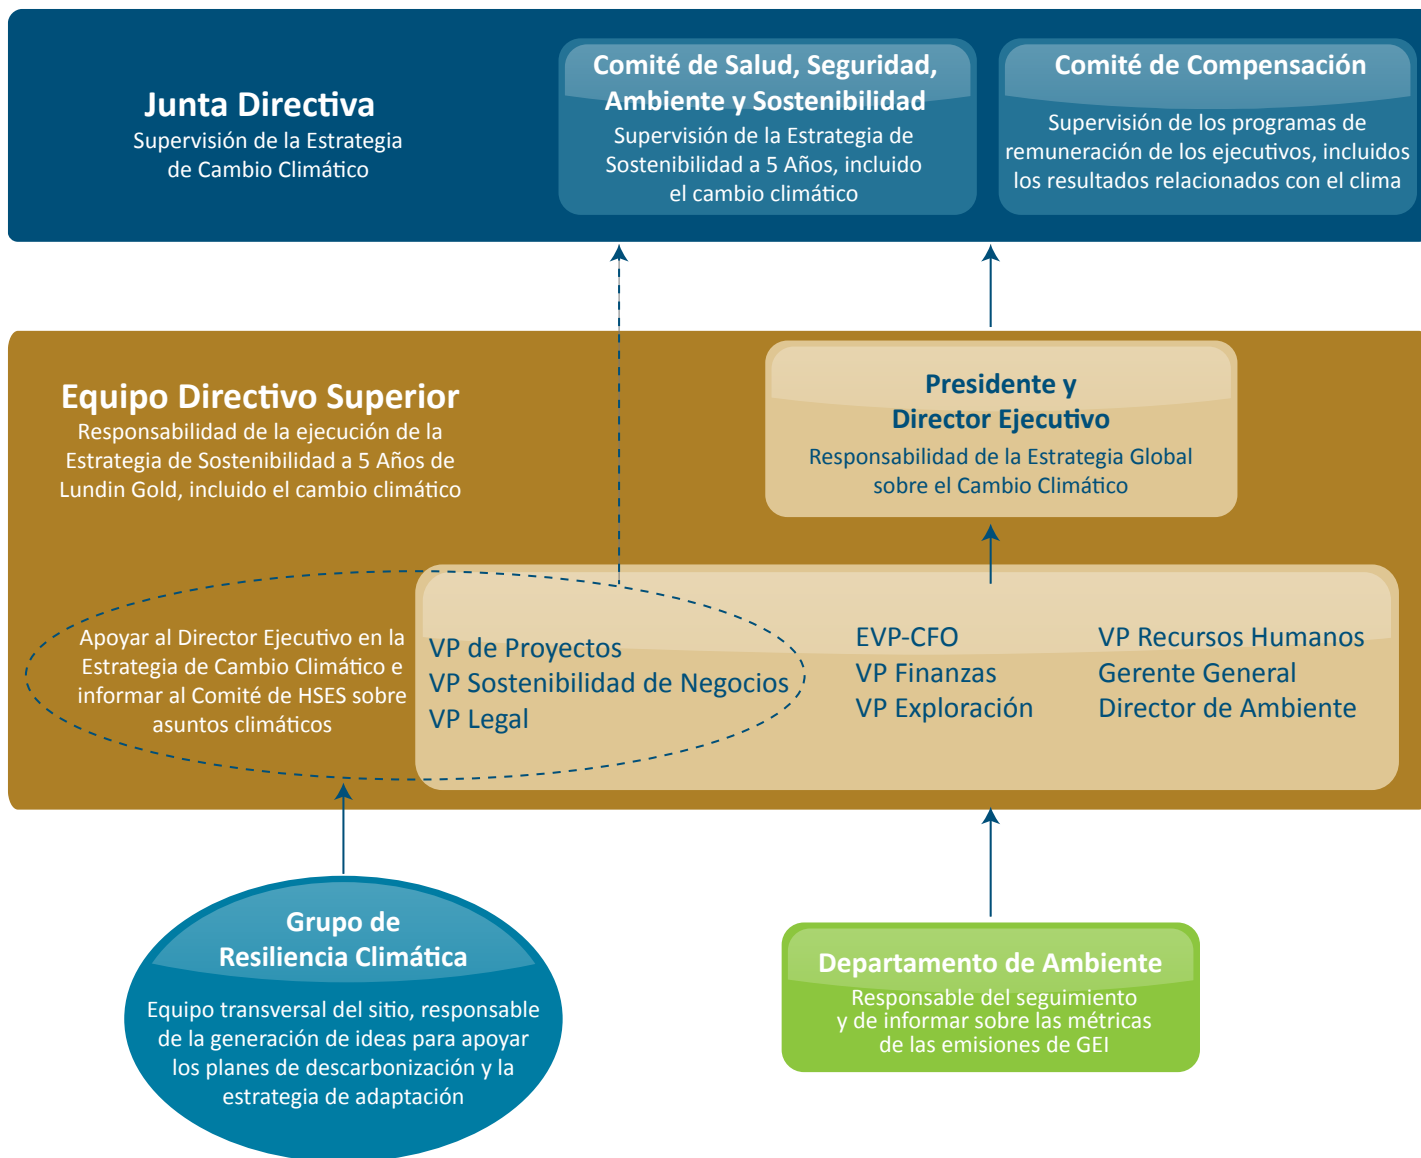 Junta Directiva
Supervisión de la Estrategia
de Cambio Climático
Comité de Salud, Seguridad,
Ambiente y Sostenibilidad
Supervisión de la Estrategia de
Sostenibilidad a 5 Años, incluido
el cambio climático
Comité de Compensación
Supervisión de los programas de
remuneración de los ejecutivos, incluidos
los resultados relacionados con el clima
Equipo Directivo Superior
Responsabilidad de la ejecución de la
Estrategia de Sostenibilidad a 5 Años de
Lundin Gold, incluido el cambio climático
Presidente y
Director Ejecutivo
Responsabilidad de la Estrategia Global
sobre el Cambio Climático
Apoyar al Director Ejecutivo en la
Estrategia de Cambio Climático e
informar al Comité de HSES sobre
asuntos climáticos
VP de Proyectos
VP Sostenibilidad de Negocios
VP Legal
EVP-CFO
VP Finanzas
VP Exploración
VP Recursos Humanos
Gerente General
Director de Ambiente
Grupo de
Resiliencia Climática
Equipo transversal del sitio, responsable
de la generación de ideas para apoyar
los planes de descarbonización y la
estrategia de adaptación
Departamento de Ambiente
Responsable del seguimiento
y de informar sobre las métricas
de las emisiones de GEI